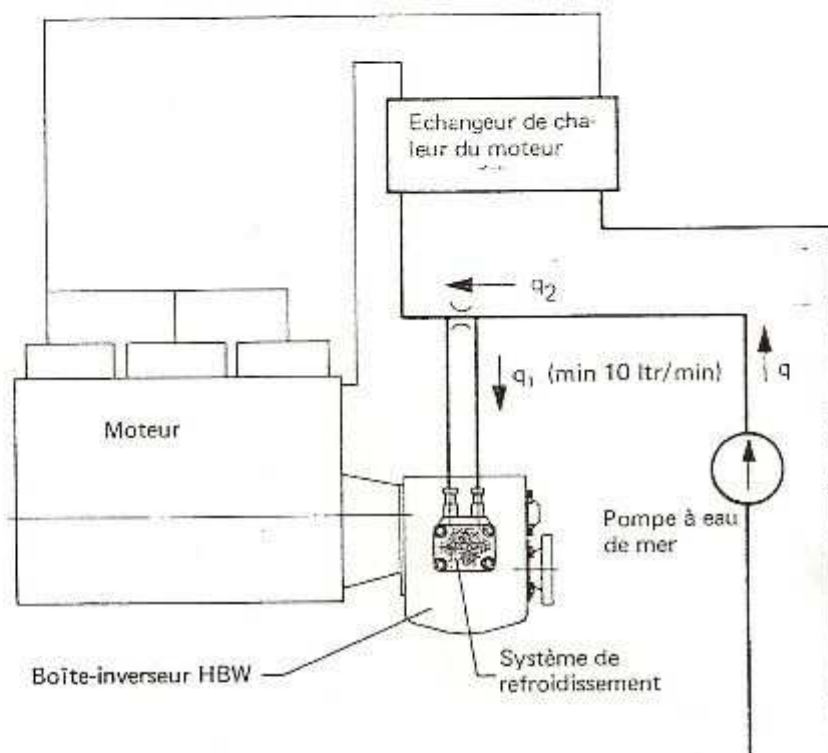 Echangeur de cha-
leur du moteur
q2
q1 (min 10 ltr/min)
q
Moteur
Pompe à eau
de mer
Boîte-inverseur HBW
Système de
refroidissement